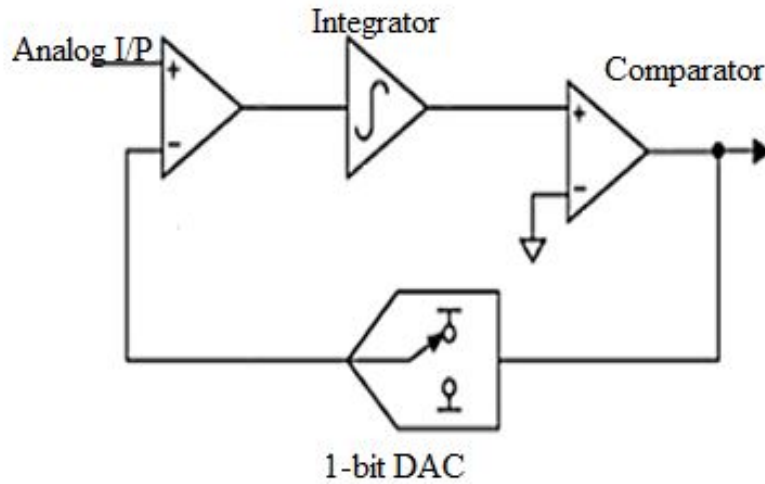 Integrator
Analog I/P
Comparator
+
-
+
-
1-bit DAC